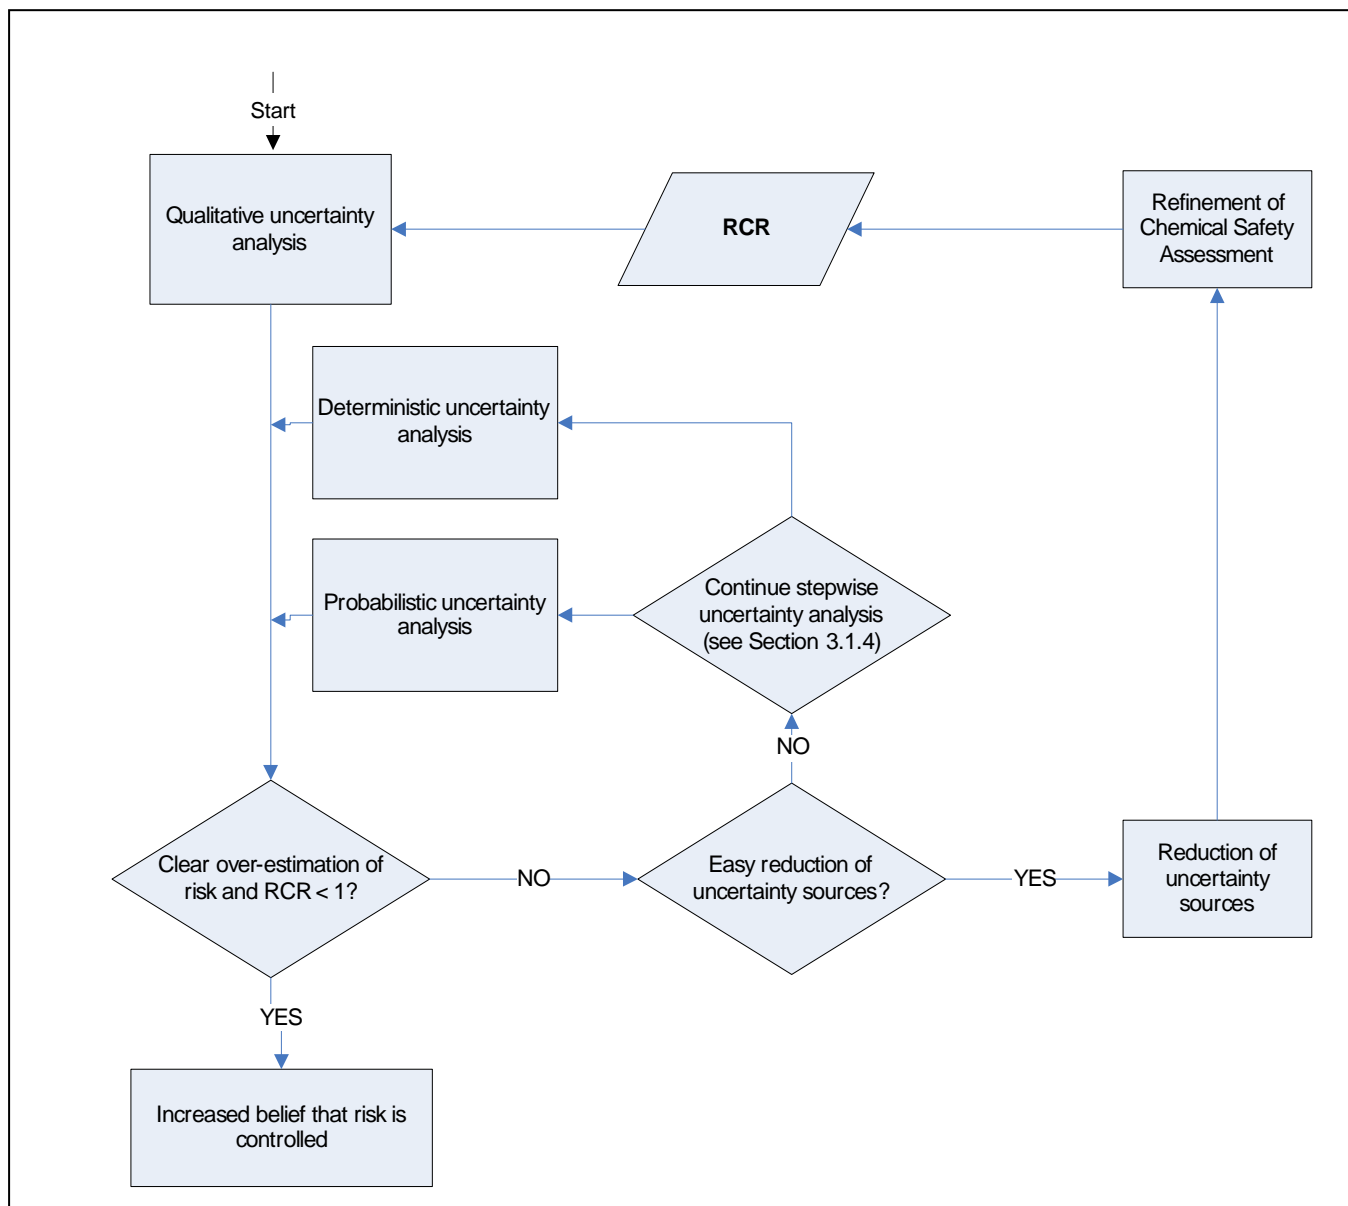 Start
Qualitative uncertainty
analysis
RCR
Refinement of
Chemical Safety
Assessment
Deterministic uncertainty
analysis
Probabilistic uncertainty
analysis
Continue stepwise
uncertainty analysis
(see Section 3.1.4)
NO
Clear over-estimation of
risk and RCR < 1?
NO
Easy reduction of
uncertainty sources?
YES
Reduction of
uncertainty
sources
YES
Increased belief that risk is
controlled